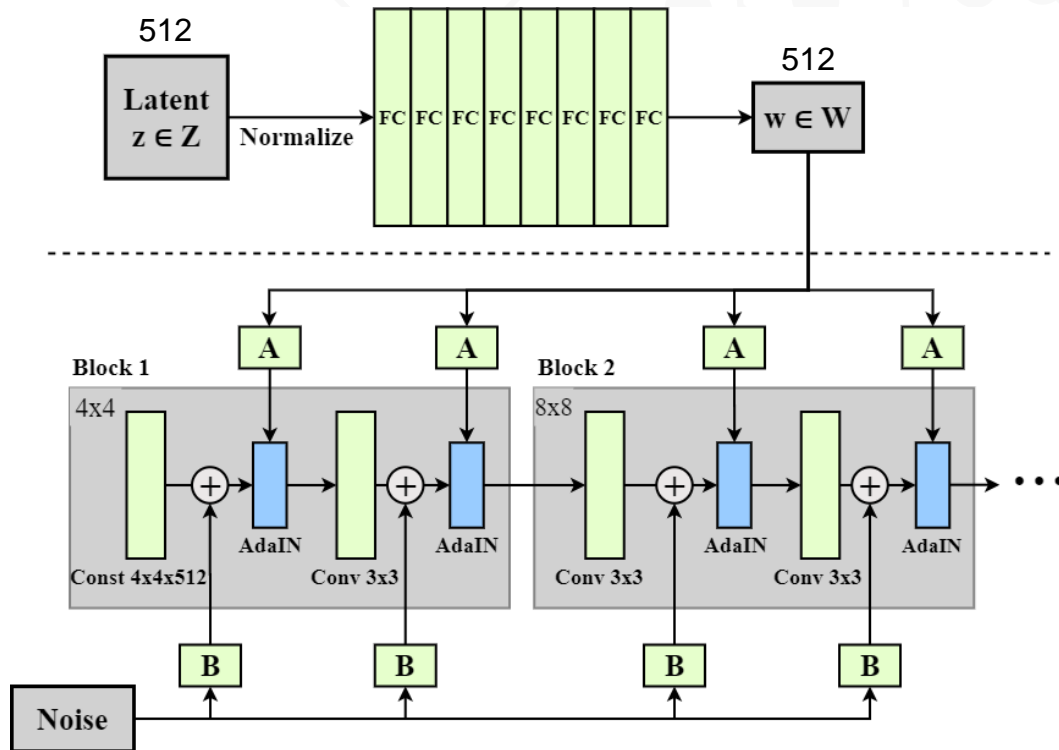 512
512
Latent
z ∈ Z
Normalize
FC FC FC FC FC FC FC FC
w ∈ W
A A A A
Block 1
Block 2
4x4
8x8
AdaIN
AdaIN
AdaIN
AdaIN
Const 4x4x512
Conv 3x3
Conv 3x3
Conv 3x3
B B B B
Noise